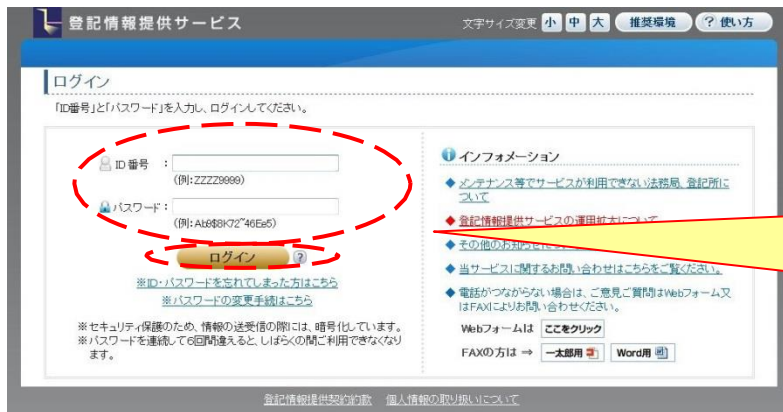 登記情報提供サービス
文字サイズ変更 小 中 大 推奨環境 ? 使い方
ログイン
「ID番号」と「パスワード」を入力し、ログインしてください。
ID番号 :
(例:ZZZZ9999)
パスワード :
(例:Ab9$8K72~46Ee5)
ログイン ?
※ID・パスワードを忘れてしまった方はこちら
※パスワードの変更手続はこちら
※セキュリティ保護のため、情報の送受信の際には、暗号化しています。
※パスワードを連続して6回間違えると、しばらくの間ご利用できなくなり
ます。
インフォメーション
◆メンテナンス等でサービスが利用できない法務局、登記所に
ついて
◆登記情報提供サービスの運用拡大について
◆その他のお知らせ
◆当サービスに関するお問い合わせはこちらをご覧ください。
◆電話がつながらない場合は、ご意見ご質問はWebフォーム又
はFAXによりお問い合わせください。
Webフォームは ここをクリック
FAXの方は ⇒ 一太郎用 Word用
登記情報提供契約約款 個人情報の取り扱いについて